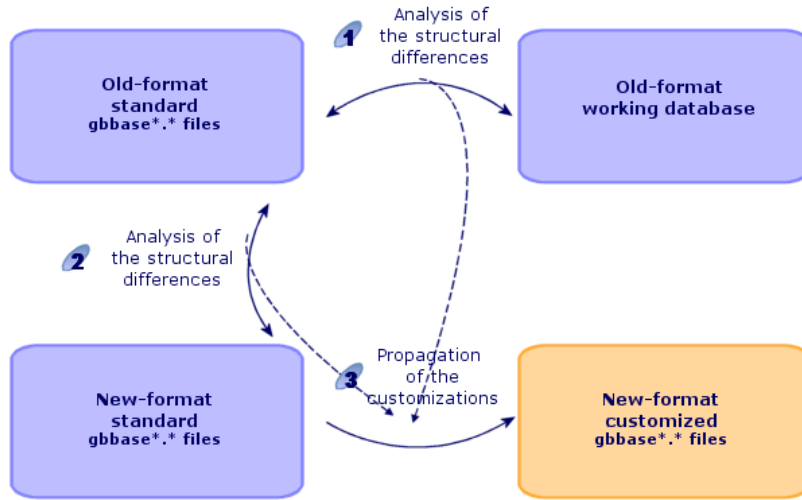 1
Analysis of
the structural
differences
Old-format
standard
gbbase*.* files
Old-format
working database
2
Analysis of
the structural
differences
3
Propagation
of the
customizations
New-format
standard
gbbase*.* files
New-format
customized
gbbase*.* files